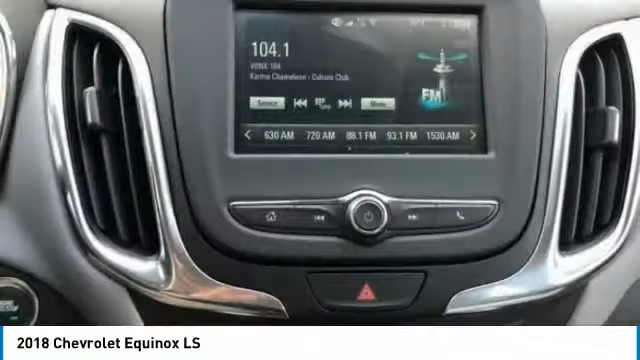 104.1
Karma Chameleon - Culture Club
FM
Source
Menu
630 AM 720 AM 88.1 FM 93.1 FM 1530 AM
2018 Chevrolet Equinox LS